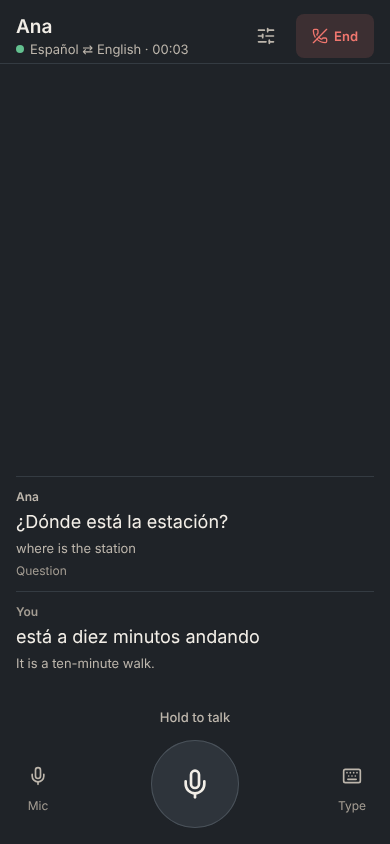 Ana
Español ⇄ English · 00:03
End
Ana
¿Dónde está la estación?
where is the station
Question
You
está a diez minutos andando
It is a ten-minute walk.
Hold to talk
Mic
Type